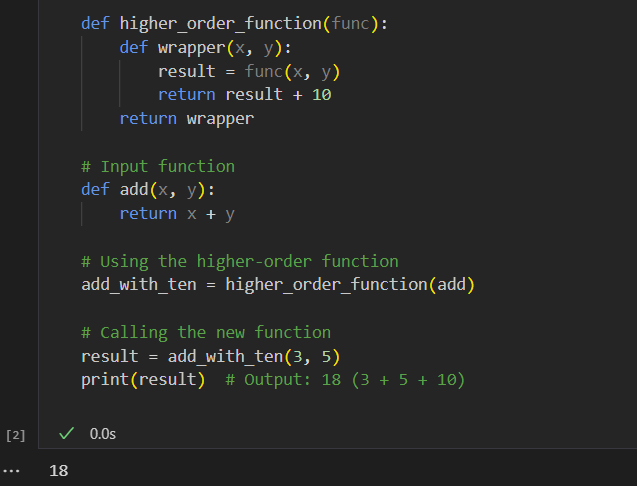 def higher_order_function(func):
    def wrapper(x, y):
        result = func(x, y)
        return result + 10
    return wrapper

# Input function
def add(x, y):
    return x + y

# Using the higher-order function
add_with_ten = higher_order_function(add)

# Calling the new function
result = add_with_ten(3, 5)
print(result)  # Output: 18 (3 + 5 + 10)
[2] ✓ 0.0s
... 18